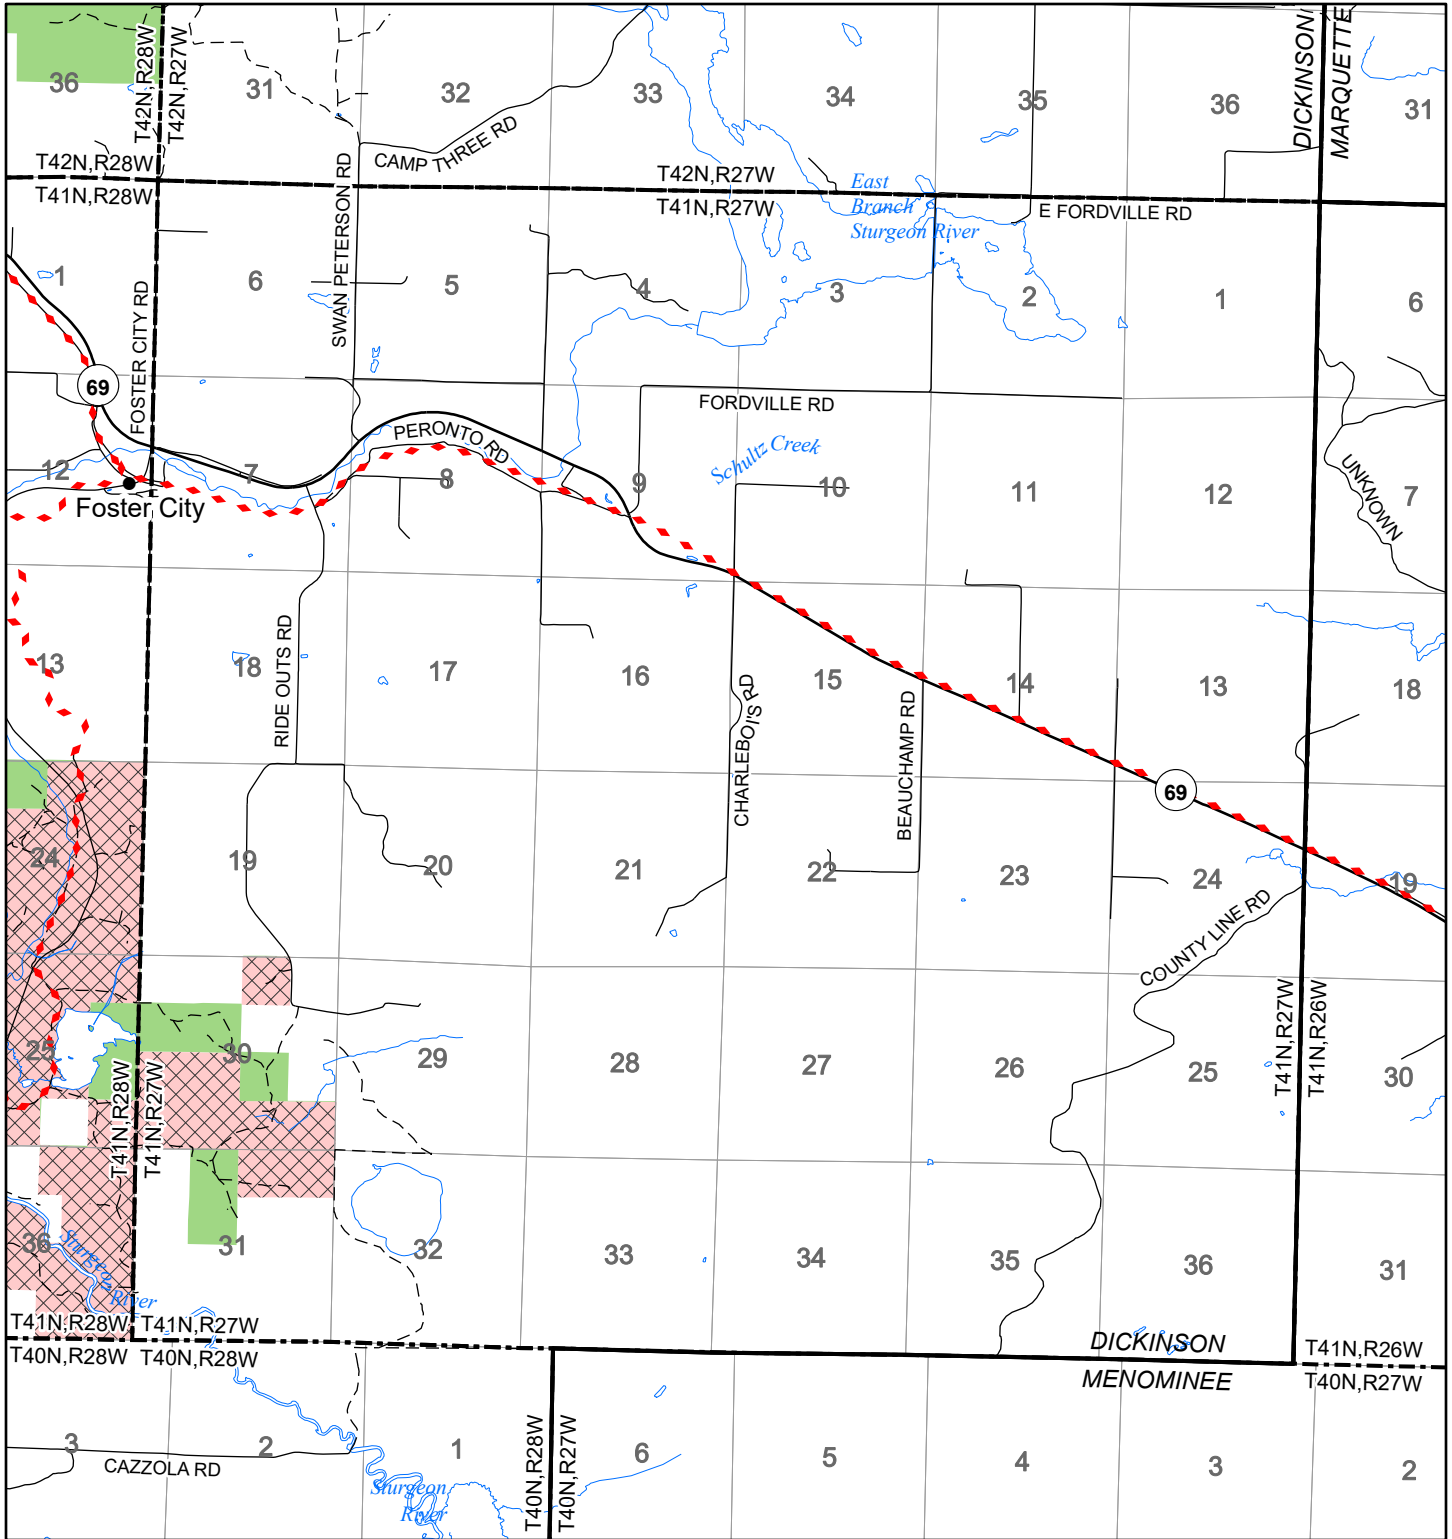 36
T42N,R28W
T42N,R27W
31
32
33
34
35
36
DICKINSON
MARQUETTE
31
CAMP THREE RD
T42N,R28W
T41N,R28W
T42N,R27W
T41N,R27W
East
Branch
Sturgeon River
E FORDVILLE RD
SWAN PETERSON RD
1
6
5
4
3
2
1
6
FOSTER CITY RD
69
FORDVILLE RD
PERONTO RD
Schultz Creek
12
7
8
9
10
11
12
7
UNKNOWN
Foster City
13
18
17
16
15
14
13
18
RIDE OUTS RD
CHARLEBOIS RD
BEAUCHAMP RD
69
24
19
20
21
22
23
24
19
COUNTY LINE RD
T41N,R27W
T41N,R26W
25
30
29
28
27
26
25
30
T41N,R28W
T41N,R27W
36
31
32
33
34
35
36
31
Sturgeon
River
T41N,R28W
T41N,R27W
T40N,R28W
T40N,R28W
DICKINSON
MENOMINEE
T41N,R26W
T40N,R27W
3
2
1
T40N,R28W
T40N,R27W
6
5
4
3
2
CAZZOLA RD
Sturgeon
River